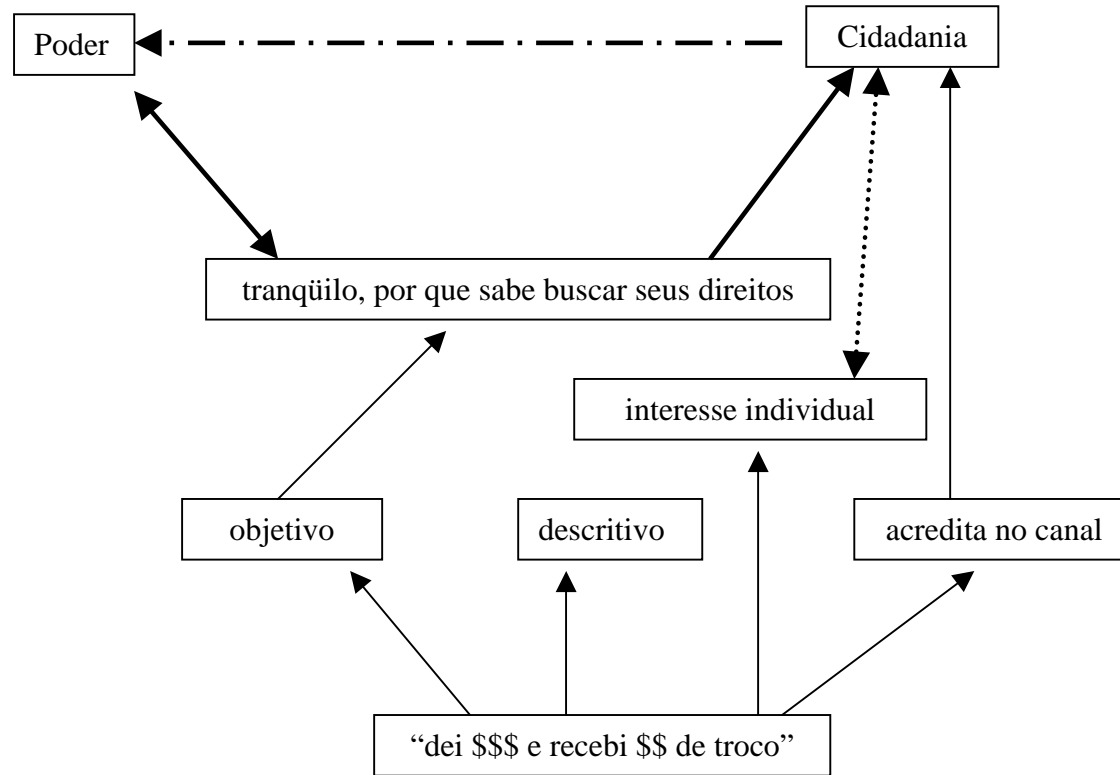 Poder
Cidadania
tranqüilo, por que sabe buscar seus direitos
interesse individual
objetivo
descritivo
acredita no canal
“dei $$$ e recebi $$ de troco”